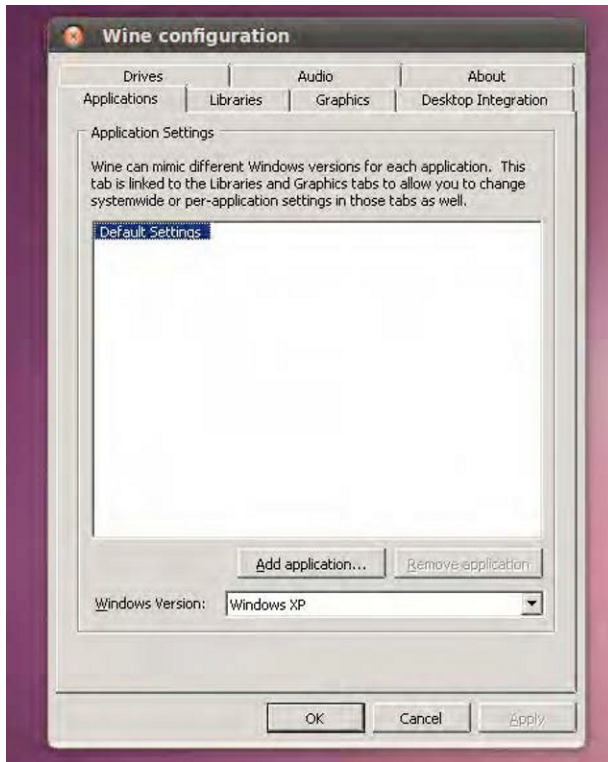 Wine configuration
Drives Audio About
Applications Libraries Graphics Desktop Integration
Application Settings
Wine can mimic different Windows versions for each application. This
tab is linked to the Libraries and Graphics tabs to allow you to change
systemwide or per-application settings in those tabs as well.
Default Settings
Add application... Remove application
Windows Version: Windows XP
OK Cancel Apply